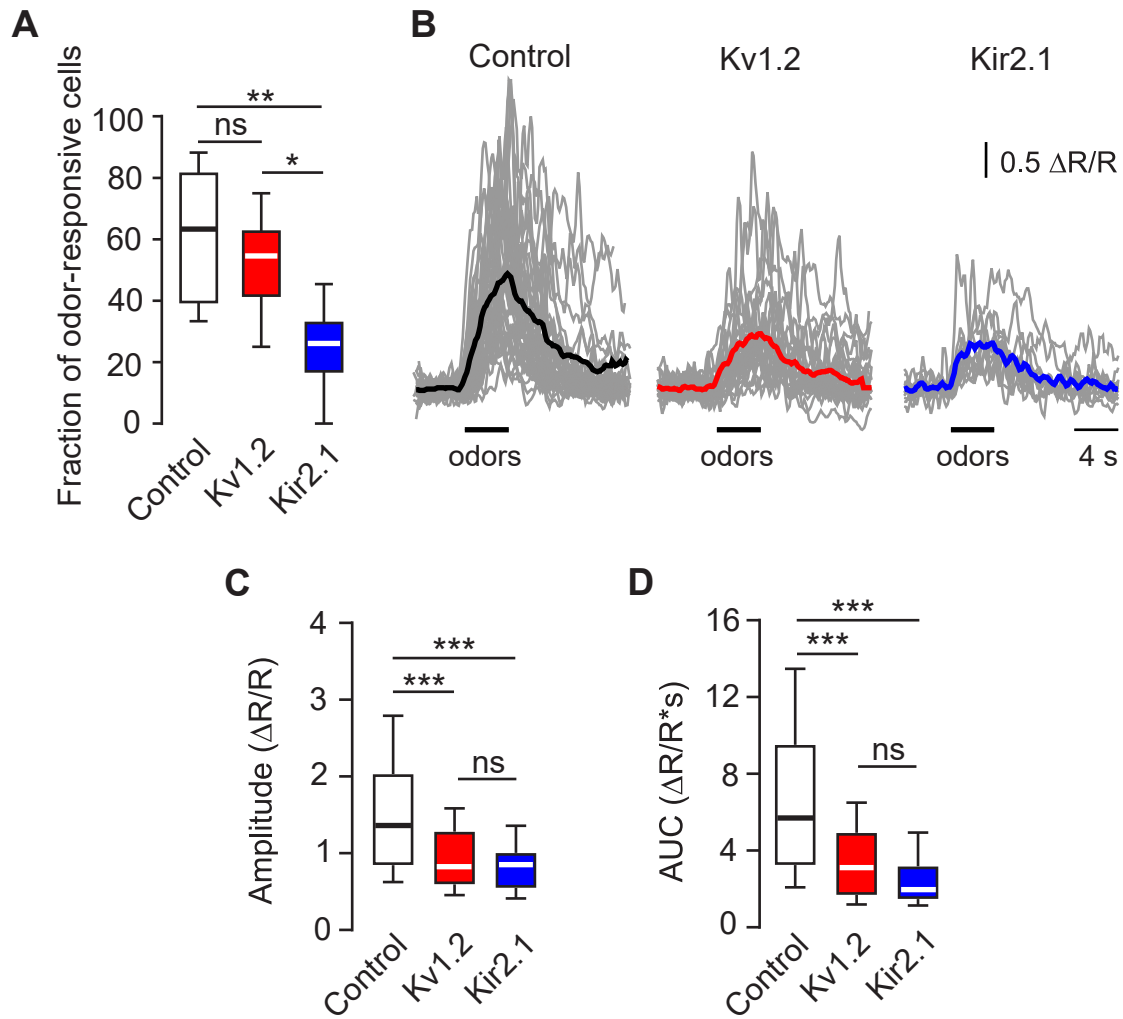 A
Fraction of odor-responsive cells
100
80
60
40
20
0
**
ns
*
Control
Kv1.2
Kir2.1
B
Control
Kv1.2
Kir2.1
0.5 ΔR/R
odors
odors
odors
4 s
C
Amplitude (ΔR/R)
4
3
2
1
0
***
***
ns
Control
Kv1.2
Kir2.1
D
AUC (ΔR/R*s)
16
12
8
4
0
***
***
ns
Control
Kv1.2
Kir2.1